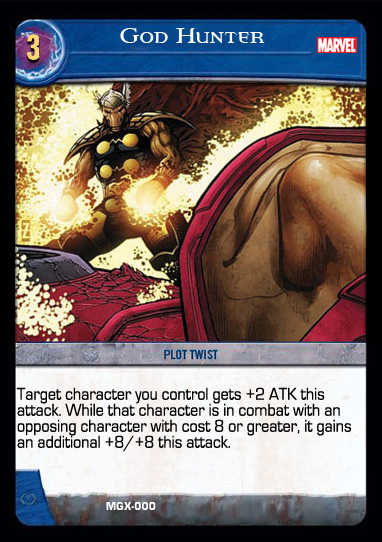 God Hunter
3
MARVEL
PLOT TWIST
Target character you control gets +2 ATK this
attack. While that character is in combat with an
opposing character with cost 8 or greater, it gains
an additional +8/+8 this attack.
MGX-000